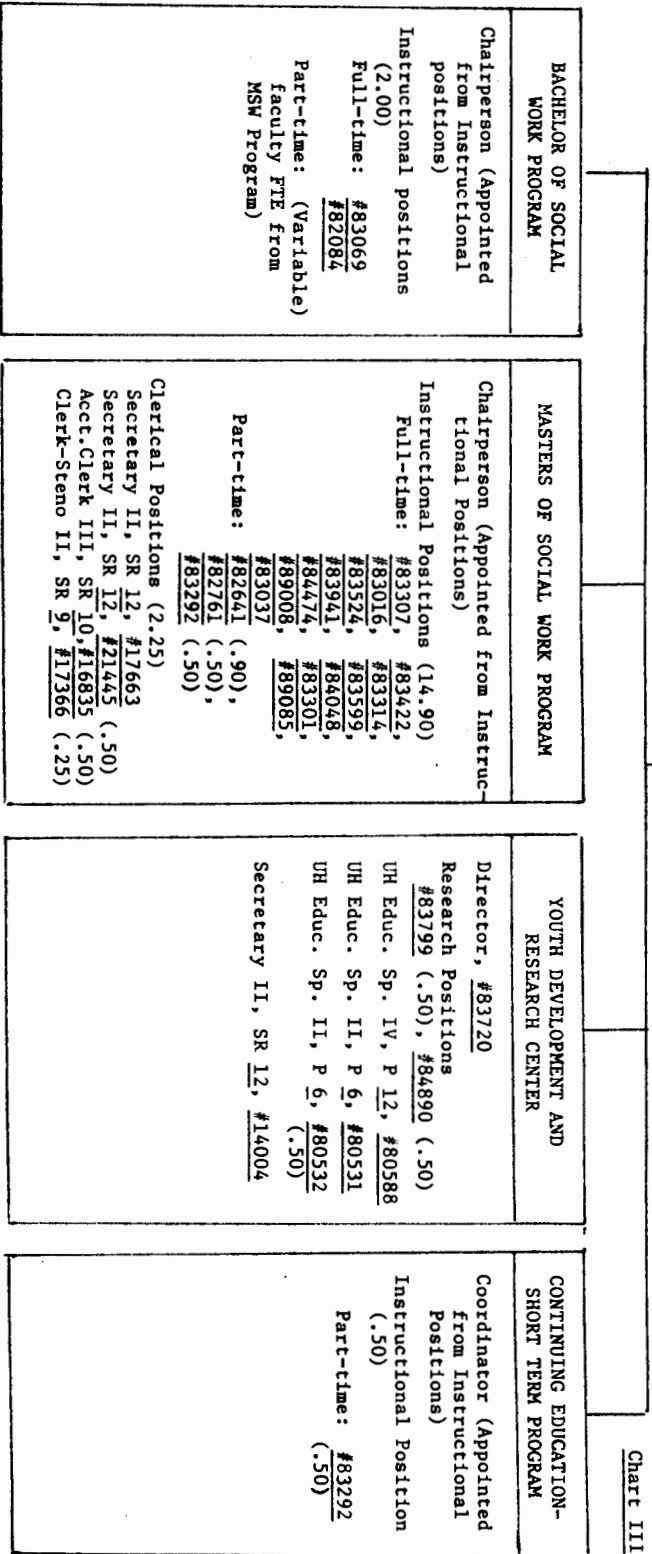 Chart III
BACHELOR OF SOCIAL
WORK PROGRAM
Chairperson (Appointed
from Instructional
positions)
Instructional positions
(2.00)
Full-time: #83069
#82084
Part-time: (Variable)
faculty FTE from
MSW Program)
MASTERS OF SOCIAL WORK PROGRAM
Chairperson (Appointed from Instruc-
tional Positions)
Instructional Positions (14.90)
Full-time: #83307, #83422,
#83016, #83314,
#83524, #83599,
#83941, #84048,
#84474, #83301,
#89008, #89085,
#83037
Part-time: #82641 (.90),
#82761 (.50),
#83292 (.50)
Clerical Positions (2.25)
Secretary II, SR 12, #17663
Secretary II, SR 12, #21445 (.50)
Acct.Clerk III, SR 10,#16835 (.50)
Clerk-Steno II, SR 9, #17366 (.25)
YOUTH DEVELOPMENT AND
RESEARCH CENTER
Director, #83720
Research Positions
#83799 (.50), #84890 (.50)
UH Educ. Sp. IV, P 12, #80588
UH Educ. Sp. II, P 6, #80531
UH Educ. Sp. II, P 6, #80532
(.50)
Secretary II, SR 12, #14004
CONTINUING EDUCATION-
SHORT TERM PROGRAM
Coordinator (Appointed
from Instructional
Positions)
Instructional Position
(.50)
Part-time: #83292
(.50)